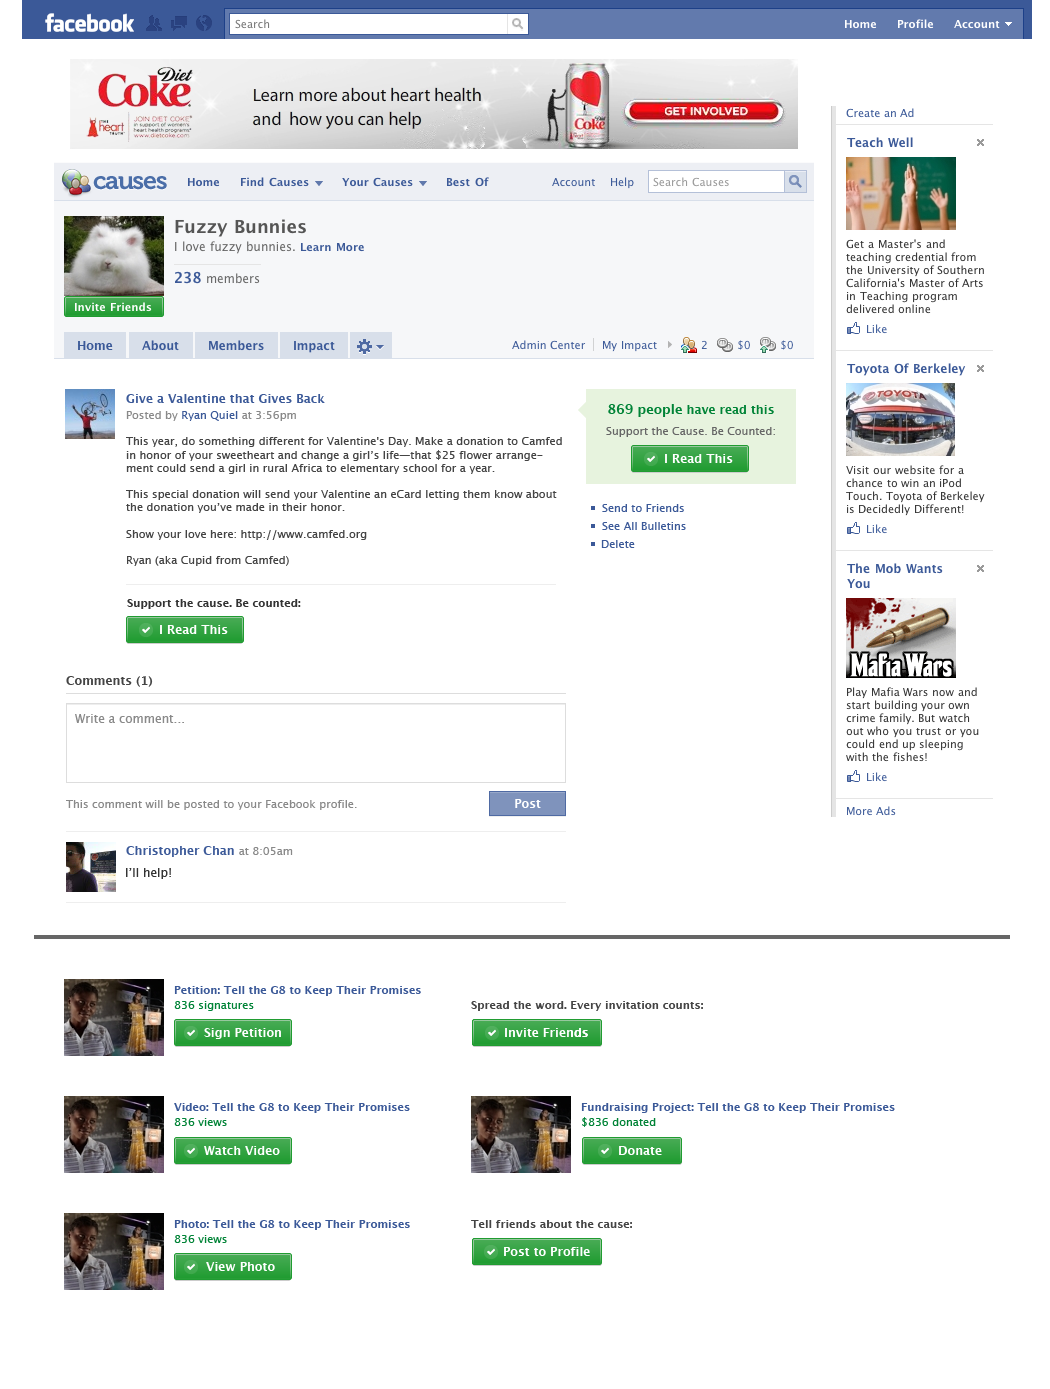 facebook
Search
Home Profile Account
Diet
Coke
the heart truth
JOIN DIET COKE
in support of women's
heart health programs
www.dietcoke.com
Learn more about heart health
and how you can help
Diet
Coke
GET INVOLVED
causes
Home Find Causes Your Causes Best Of
Account Help Search Causes
Fuzzy Bunnies
I love fuzzy bunnies. Learn More
238 members
Invite Friends
Home About Members Impact
Admin Center My Impact 2 $0 $0
Give a Valentine that Gives Back
Posted by Ryan Quiel at 3:56pm
This year, do something different for Valentine's Day. Make a donation to Camfed
in honor of your sweetheart and change a girl’s life—that $25 flower arrange-
ment could send a girl in rural Africa to elementary school for a year.
This special donation will send your Valentine an eCard letting them know about
the donation you’ve made in their honor.
Show your love here: http://www.camfed.org
Ryan (aka Cupid from Camfed)
Support the cause. Be counted:
I Read This
869 people have read this
Support the Cause. Be Counted:
I Read This
Send to Friends
See All Bulletins
Delete
Comments (1)
Write a comment...
This comment will be posted to your Facebook profile.
Post
Christopher Chan at 8:05am
I’ll help!
Create an Ad
Teach Well
Get a Master's and
teaching credential from
the University of Southern
California's Master of Arts
in Teaching program
delivered online
Like
Toyota Of Berkeley
TOYOTA
Visit our website for a
chance to win an iPod
Touch. Toyota of Berkeley
is Decidedly Different!
Like
The Mob Wants
You
Mafia Wars
Play Mafia Wars now and
start building your own
crime family. But watch
out who you trust or you
could end up sleeping
with the fishes!
Like
More Ads
Petition: Tell the G8 to Keep Their Promises
836 signatures
Sign Petition
Spread the word. Every invitation counts:
Invite Friends
Video: Tell the G8 to Keep Their Promises
836 views
Watch Video
Fundraising Project: Tell the G8 to Keep Their Promises
$836 donated
Donate
Photo: Tell the G8 to Keep Their Promises
836 views
View Photo
Tell friends about the cause:
Post to Profile